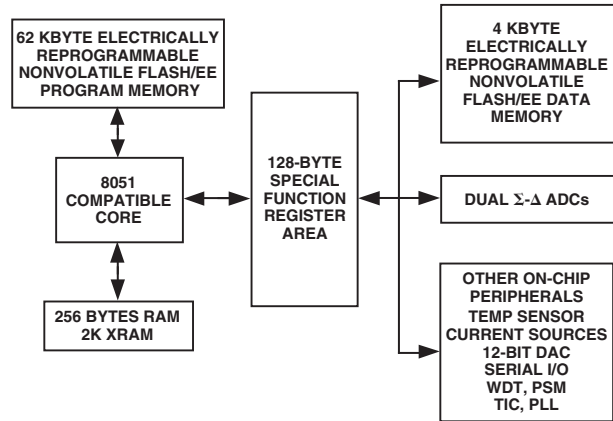 62 KBYTE ELECTRICALLY
REPROGRAMMABLE
NONVOLATILE FLASH/EE
PROGRAM MEMORY
8051
COMPATIBLE
CORE
256 BYTES RAM
2K XRAM
128-BYTE
SPECIAL
FUNCTION
REGISTER
AREA
4 KBYTE
ELECTRICALLY
REPROGRAMMABLE
NONVOLATILE
FLASH/EE DATA
MEMORY
DUAL Σ-Δ ADCs
OTHER ON-CHIP
PERIPHERALS
TEMP SENSOR
CURRENT SOURCES
12-BIT DAC
SERIAL I/O
WDT, PSM
TIC, PLL